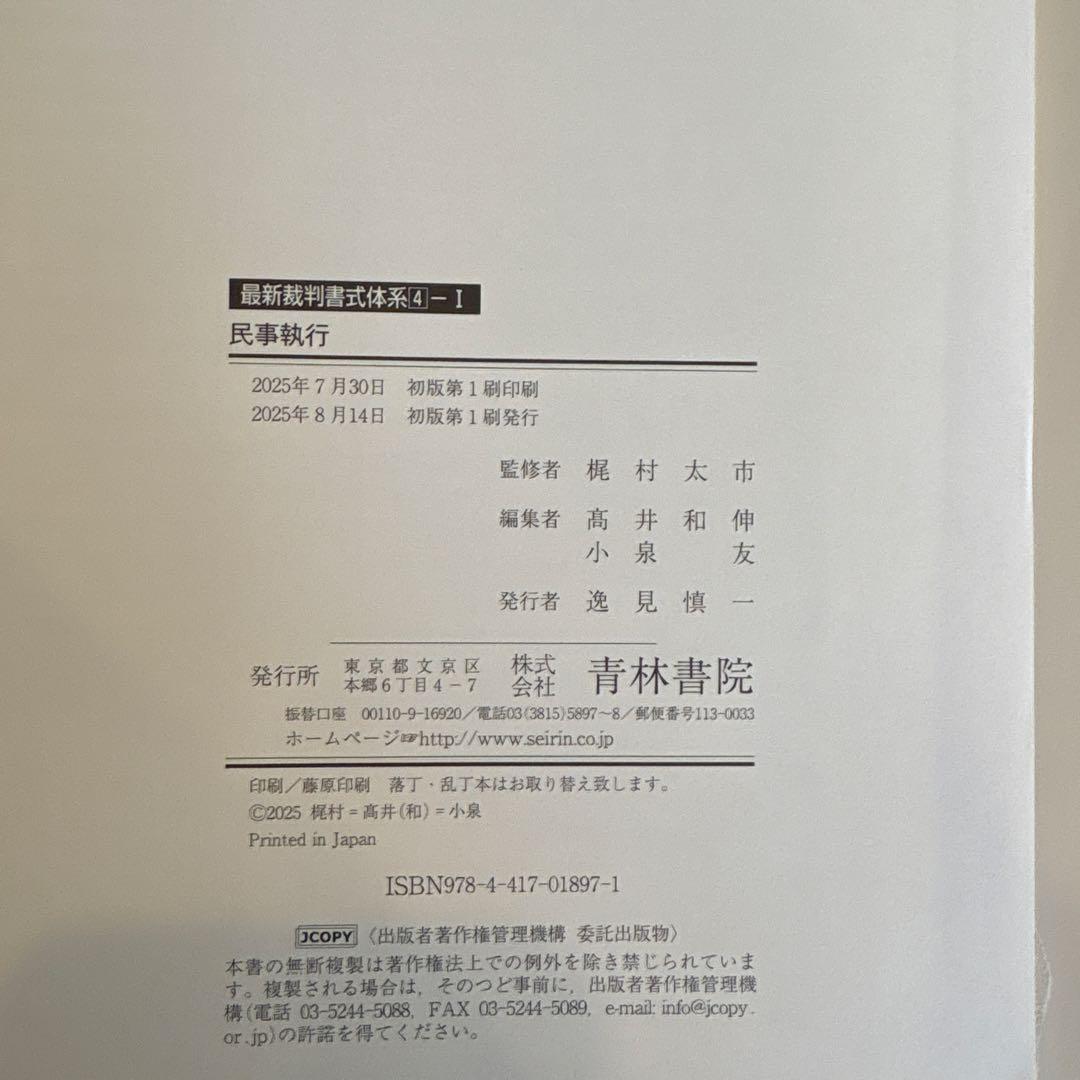 最新裁判書式体系4－Ⅰ
民事執行
2025年7月30日　初版第1刷印刷
2025年8月14日　初版第1刷発行
監修者　梶村太市
編集者　髙井和伸
小泉友
発行者　逸見慎一
発行所　東京都文京区本郷6丁目4-7　株式会社　青林書院
振替口座　00110-9-16920／電話03(3815)5897〜8／郵便番号113-0033
ホームページ☞http://www.seirin.co.jp
印刷／藤原印刷　落丁・乱丁本はお取り替え致します。
©2025 梶村＝髙井(和)＝小泉
Printed in Japan
ISBN978-4-417-01897-1
JCOPY〈出版者著作権管理機構 委託出版物〉
本書の無断複製は著作権法上での例外を除き禁じられていま
す。複製される場合は，そのつど事前に，出版者著作権管理機
構(電話 03-5244-5088，FAX 03-5244-5089，e-mail: info@jcopy.
or.jp)の許諾を得てください。